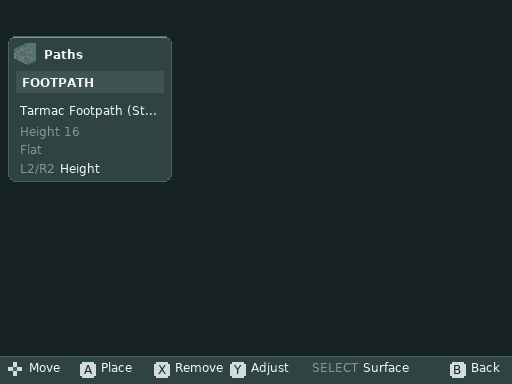 Paths
FOOTPATH
Tarmac Footpath (St...
Height 16
Flat
L2/R2 Height
Move A Place X Remove Y Adjust SELECT Surface B Back